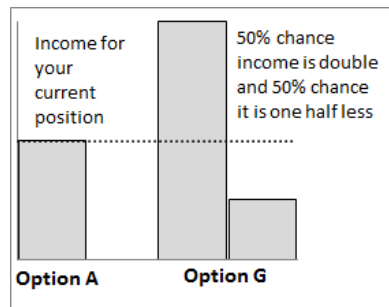 Income for
your
current
position
50% chance
income is double
and 50% chance
it is one half less
Option A
Option G